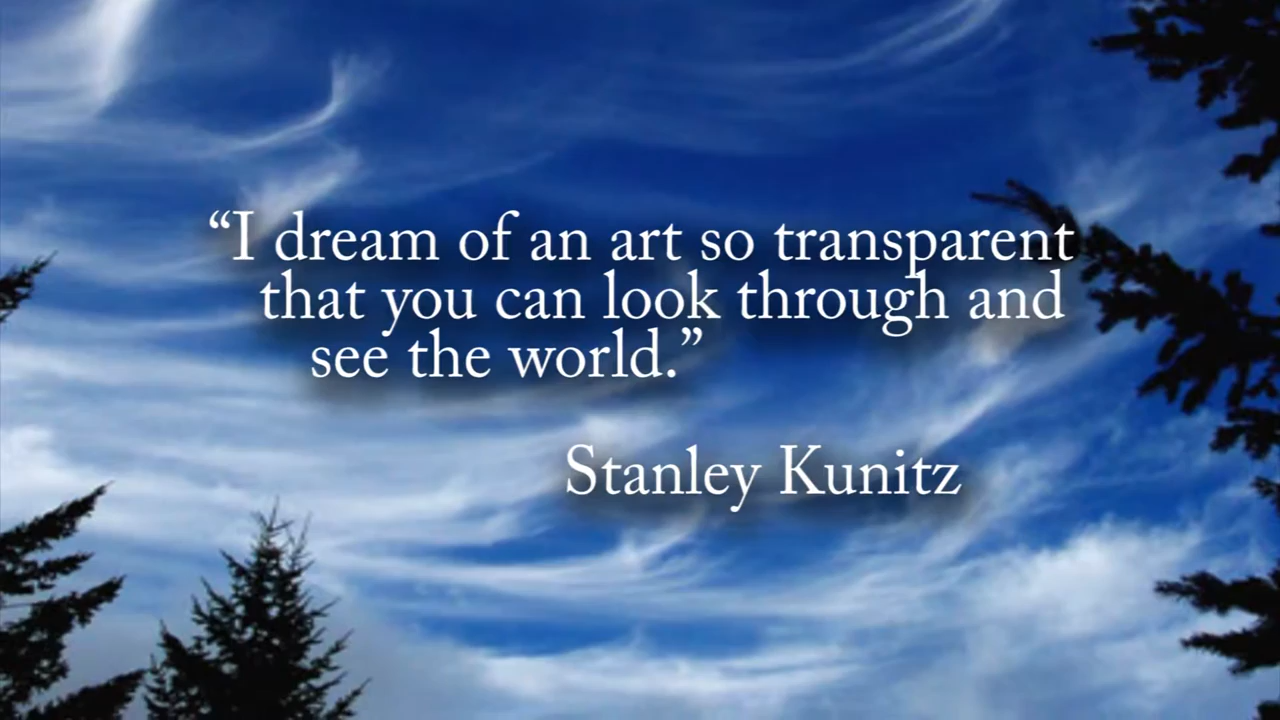 “I dream of an art so transparent
that you can look through and
see the world.”
Stanley Kunitz